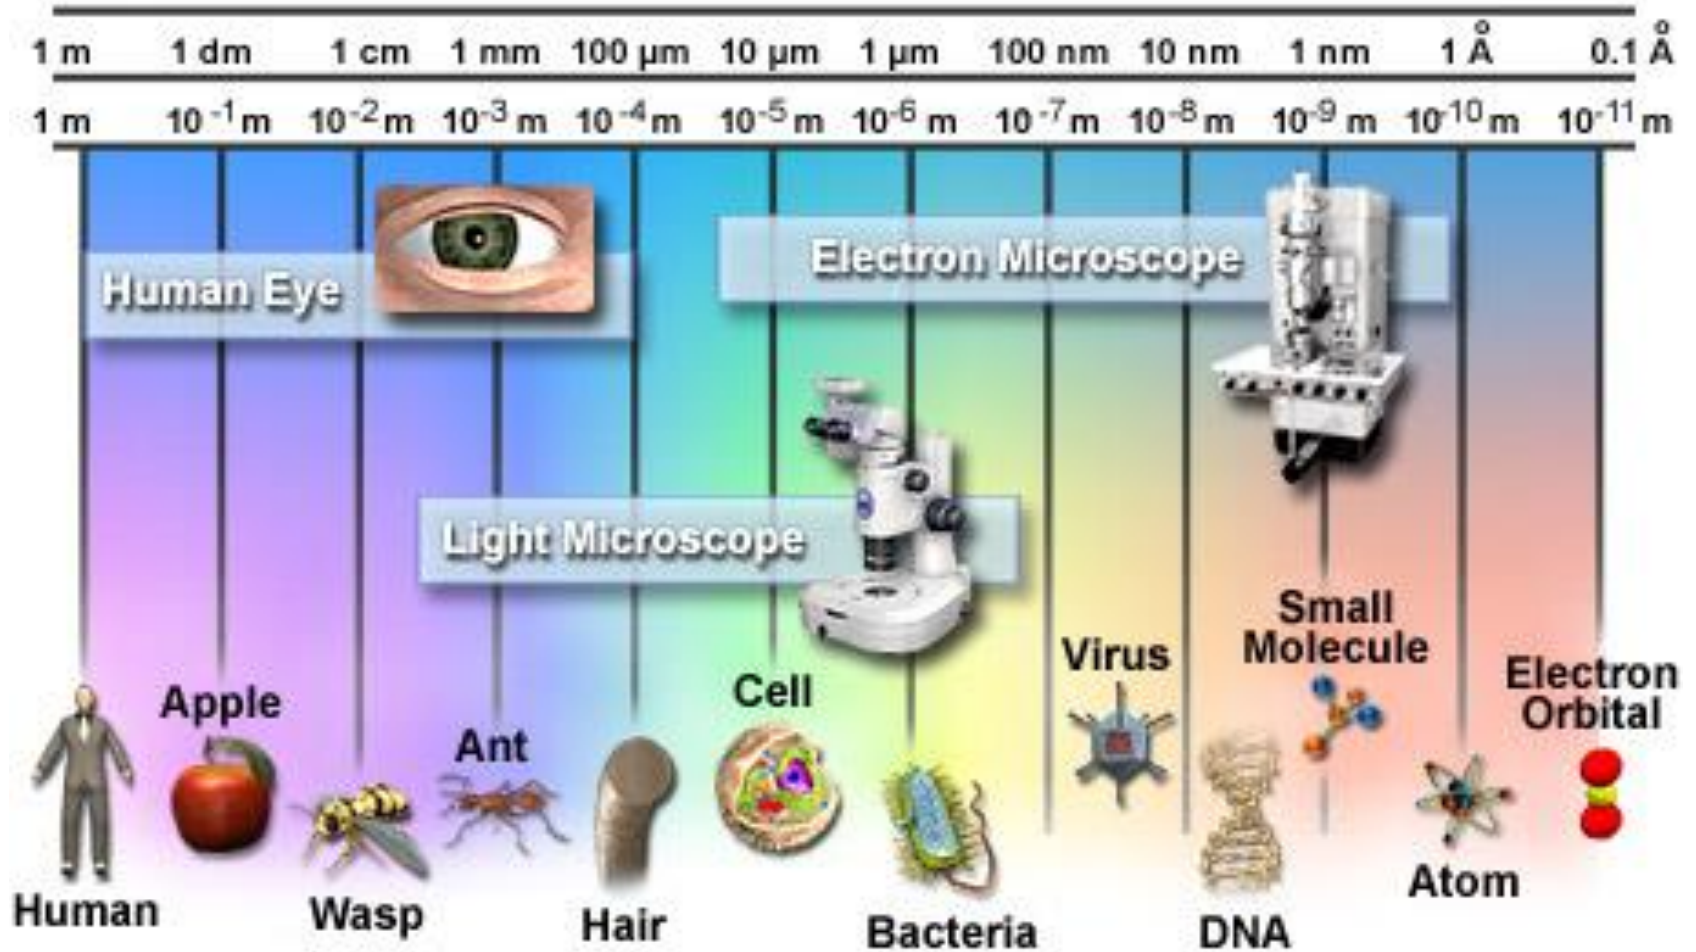 1 m 1 dm 1 cm 1 mm 100 µm 10 µm 1 µm 100 nm 10 nm 1 nm 1 Å 0.1 Å
1 m 10⁻¹ m 10⁻² m 10⁻³ m 10⁻⁴ m 10⁻⁵ m 10⁻⁶ m 10⁻⁷ m 10⁻⁸ m 10⁻⁹ m 10⁻¹⁰ m 10⁻¹¹ m
Human Eye
Electron Microscope
Light Microscope
Human
Apple
Wasp
Ant
Hair
Cell
Bacteria
Virus
DNA
Small
Molecule
Atom
Electron
Orbital